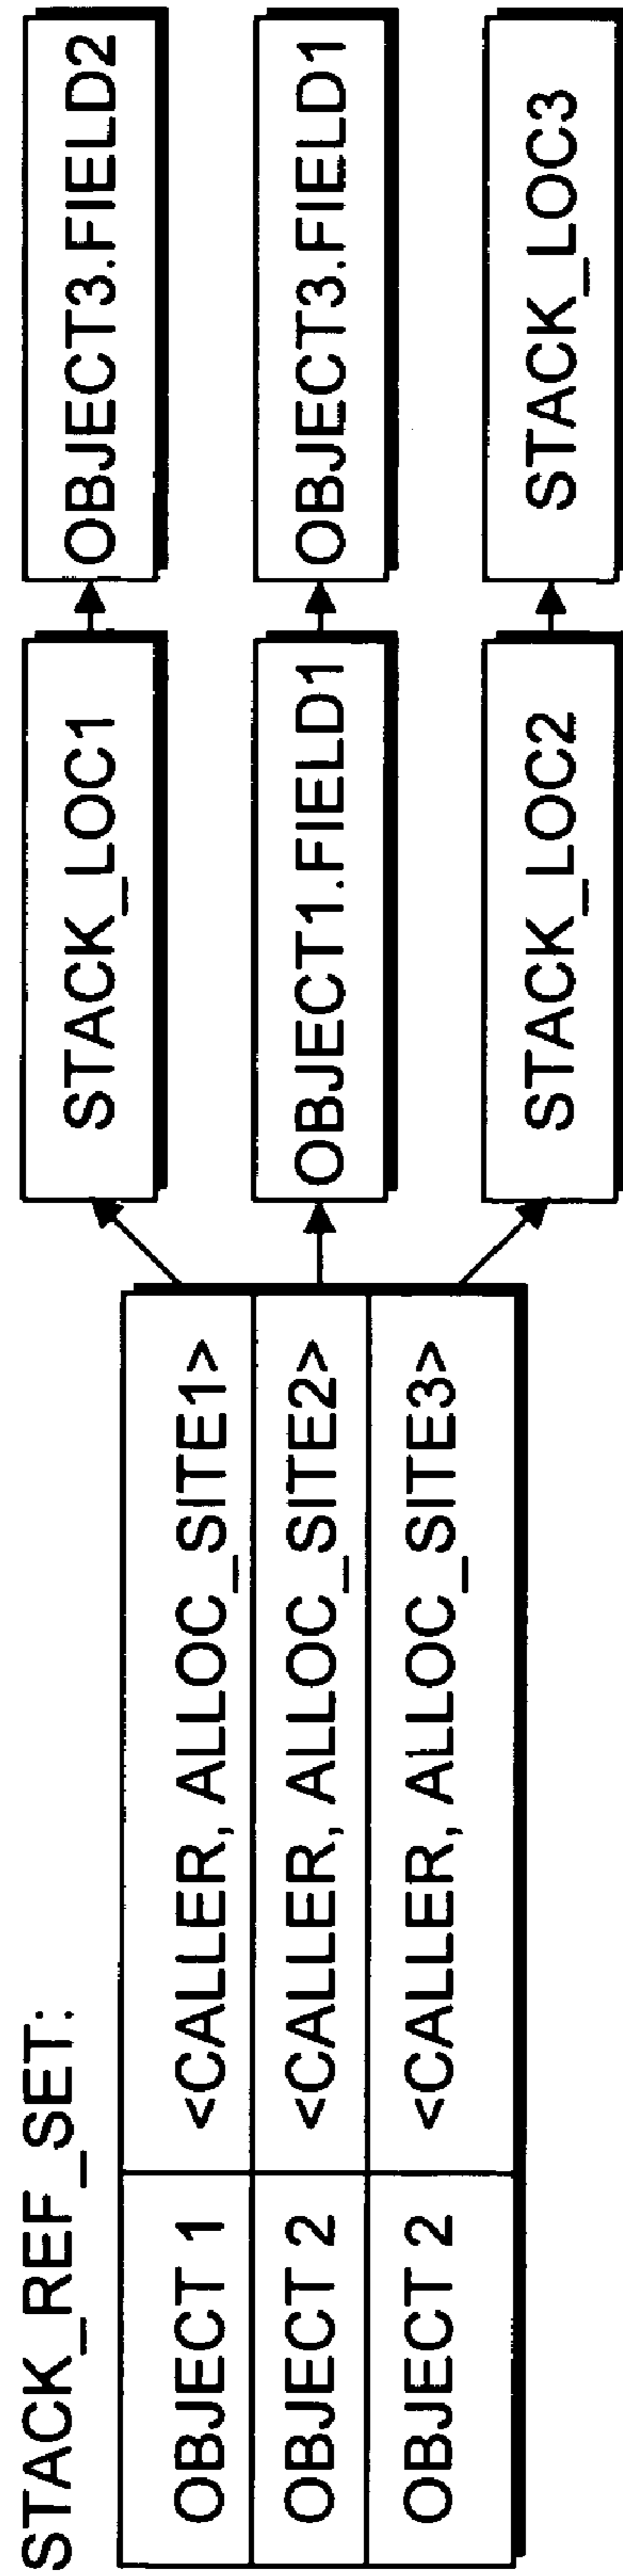 STACK_REF_SET:
OBJECT 1 <CALLER, ALLOC_SITE1> STACK_LOC1 OBJECT3.FIELD2
OBJECT 2 <CALLER, ALLOC_SITE2> OBJECT1.FIELD1 OBJECT3.FIELD1
OBJECT 2 <CALLER, ALLOC_SITE3> STACK_LOC2 STACK_LOC3